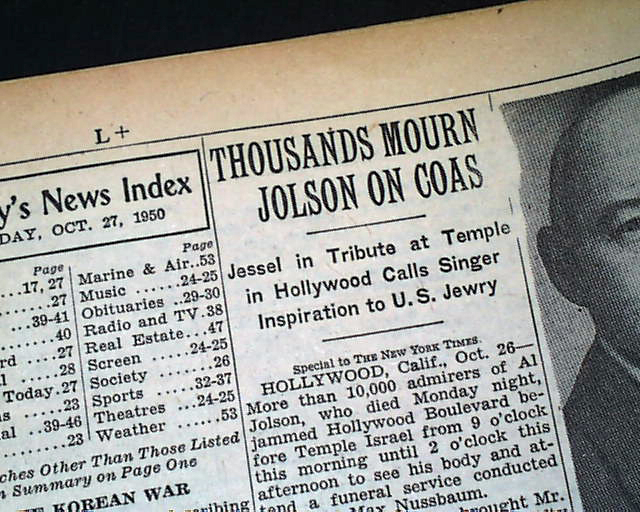 L+
y's News Index
DAY, OCT. 27, 1950
Page
...17, 27
...27
...39-41
...40
rd ....27
l ....28
Today.27
s .....23
al ..39-46
.....23
Page
Marine & Air..53
Music ......24-25
Obituaries ..29-30
Radio and TV.38
Real Estate...47
Screen .....24-25
Society ......26
Sports .....32-37
Theatres ...24-25
Weather .....53
ches Other Than Those Listed
n Summary on Page One
KOREAN WAR
THOUSANDS MOURN
JOLSON ON COAS
Jessel in Tribute at Temple
in Hollywood Calls Singer
Inspiration to U.S. Jewry
Special to THE NEW YORK TIMES.
HOLLYWOOD, Calif., Oct. 26—
More than 10,000 admirers of Al
Jolson, who died Monday night,
jammed Hollywood Boulevard be-
fore Temple Israel from 9 o'clock
this morning until 2 o'clock this
afternoon to see his body and at-
tend a funeral service conducted
Max Nussbaum.
brought Mr.